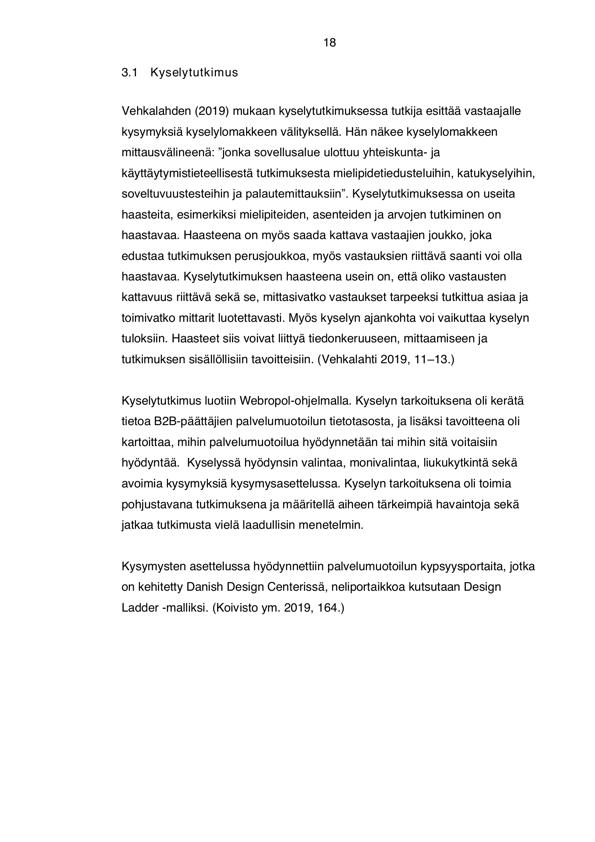 18
3.1 Kyselytutkimus
Vehkalahden (2019) mukaan kyselytutkimuksessa tutkija esittää vastaajalle
kysymyksiä kyselylomakkeen välityksellä. Hän näkee kyselylomakkeen
mittausvälineenä: ”jonka sovellusalue ulottuu yhteiskunta- ja
käyttäytymistieteellisestä tutkimuksesta mielipidetiedusteluihin, katukyselyihin,
soveltuvuustesteihin ja palautemittauksiin”. Kyselytutkimuksessa on useita
haasteita, esimerkiksi mielipiteiden, asenteiden ja arvojen tutkiminen on
haastavaa. Haasteena on myös saada kattava vastaajien joukko, joka
edustaa tutkimuksen perusjoukkoa, myös vastauksien riittävä saanti voi olla
haastavaa. Kyselytutkimuksen haasteena usein on, että oliko vastausten
kattavuus riittävä sekä se, mittasivatko vastaukset tarpeeksi tutkittua asiaa ja
toimivatko mittarit luotettavasti. Myös kyselyn ajankohta voi vaikuttaa kyselyn
tuloksiin. Haasteet siis voivat liittyä tiedonkeruuseen, mittaamiseen ja
tutkimuksen sisällöllisiin tavoitteisiin. (Vehkalahti 2019, 11–13.)
Kyselytutkimus luotiin Webropol-ohjelmalla. Kyselyn tarkoituksena oli kerätä
tietoa B2B-päättäjien palvelumuotoilun tietotasosta, ja lisäksi tavoitteena oli
kartoittaa, mihin palvelumuotoilua hyödynnetään tai mihin sitä voitaisiin
hyödyntää. Kyselyssä hyödynsin valintaa, monivalintaa, liukukytkintä sekä
avoimia kysymyksiä kysymysasettelussa. Kyselyn tarkoituksena oli toimia
pohjustavana tutkimuksena ja määritellä aiheen tärkeimpiä havaintoja sekä
jatkaa tutkimusta vielä laadullisin menetelmin.
Kysymysten asettelussa hyödynnettiin palvelumuotoilun kypsyysportaita, jotka
on kehitetty Danish Design Centerissä, neliportaikkoa kutsutaan Design
Ladder -malliksi. (Koivisto ym. 2019, 164.)